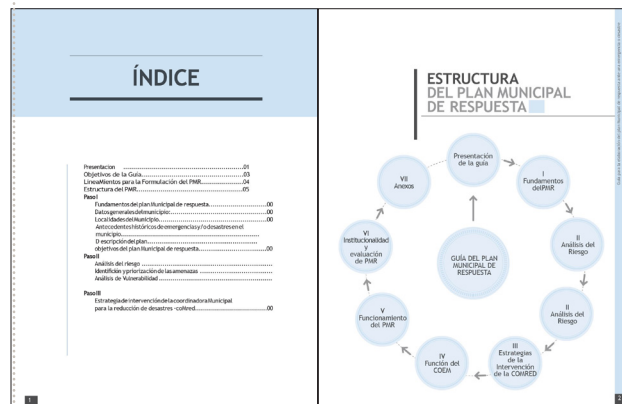 ÍNDICE
Presentacion ........................................................01
Objetivos de la Guía................................................03
LineaMientos para la Formulación del PMR....................04
Estructura del PMR.................................................05
Paso I
Fundamentos del plan Municipal de respuesta............................00
Datos generales del municipio:..............................................00
Localidades del Municipio...................................................00
Antecedentes históricos de emergencia y/o desastres en el
municipio..............................................................
D escripción del plan.....................................................
objetivos del plan Municipal de respuesta..............................00
Paso II
Análisis del riesgo ..........................................................
Identifición y priorización de las amenazas ................................
Análisis de Vulnerabilidad ..................................................
Paso III
Estrategia de intervención de la coordinadora Municipal
para la reducción de desastres -coMred.................................00
1
ESTRUCTURA
DEL PLAN MUNICIPAL
DE RESPUESTA
Presentación
de la guía
I
Fundamentos
delPMR
II
Análisis del
Riesgo
II
Análisis del
Riesgo
III
Estrategias
de la
Intervención
de la COMRED
IV
Función del
COEM
V
Funcionamiento
del PMR
VI
Institucionalidad
y
evaluación
de PMR
VII
Anexos
GUÍA DEL PLAN
MUNICIPAL DE
RESPUESTA
2